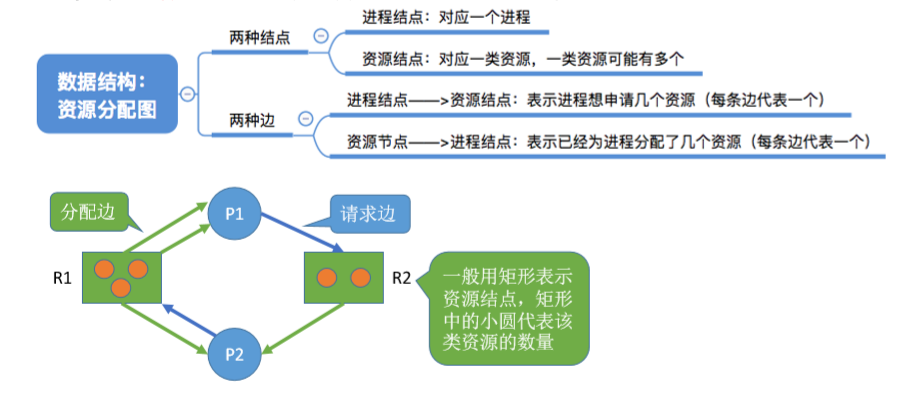 进程结点：对应一个进程
两种结点
资源结点：对应一类资源，一类资源可能有多个
数据结构：
资源分配图
进程结点——>资源结点：表示进程想申请几个资源（每条边代表一个）
两种边
资源节点——>进程结点：表示已经为进程分配了几个资源（每条边代表一个）
分配边
P1
请求边
R1
R2
一般用矩形表示
资源结点，矩形
中的小圆代表该
类资源的数量
P2